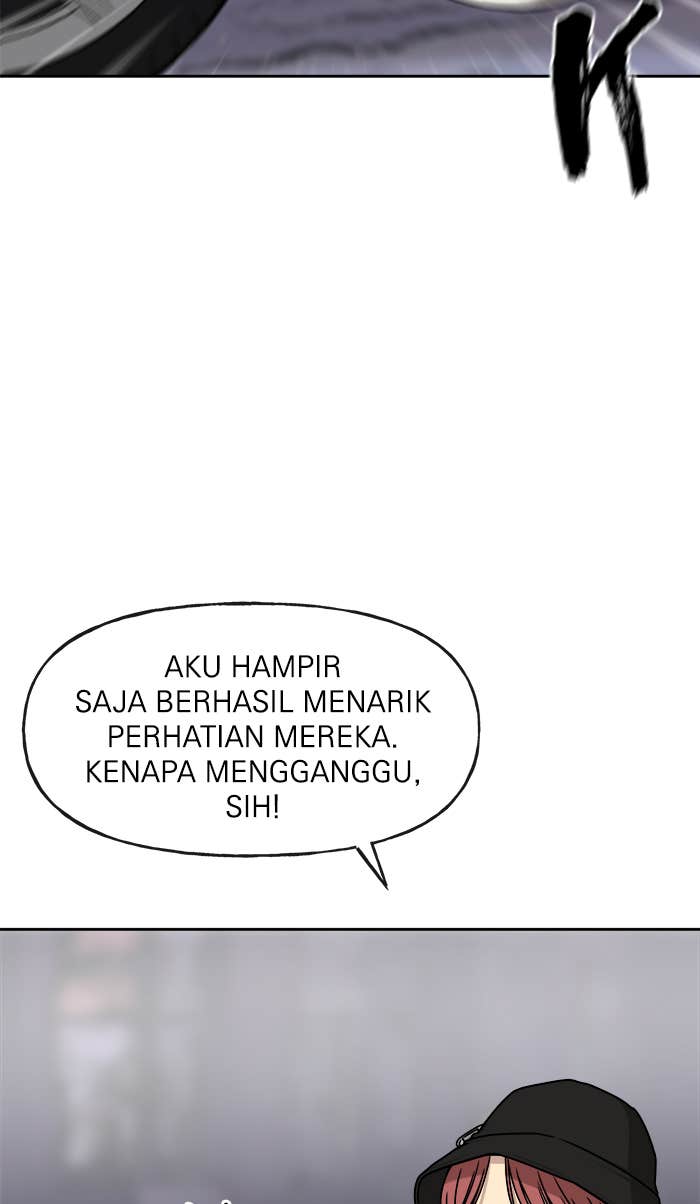 AKU HAMPIR
SAJA BERHASIL MENARIK
PERHATIAN MEREKA.
KENAPA MENGGANGGU,
SIH!